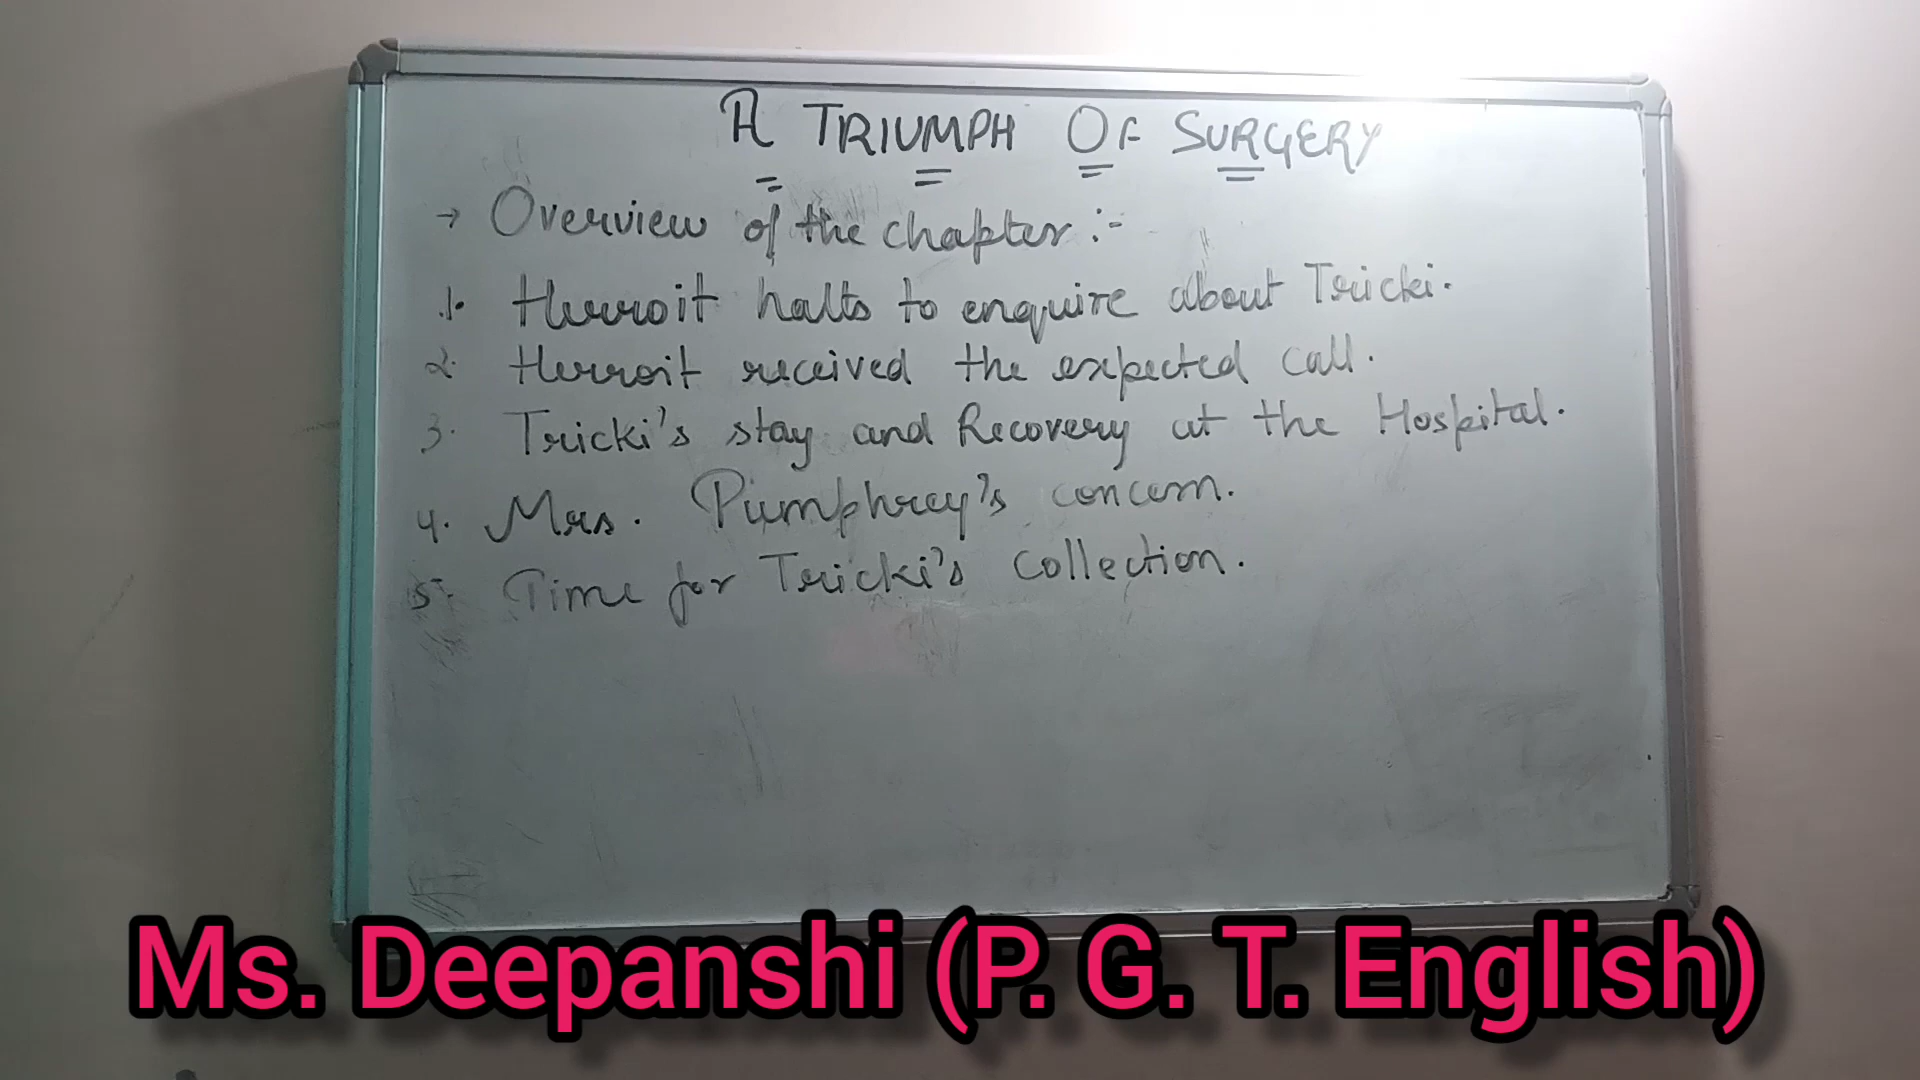 A TRIUMPH OF SURGERY
→ Overview of the chapter :-
1. Herroit halts to enquire about Tricki.
2. Herroit received the expected call.
3. Tricki's stay and Recovery at the Hospital.
4. Mrs. Pumphrey's concern.
5. Time for Tricki's collection.
Ms. Deepanshi (P. G. T. English)